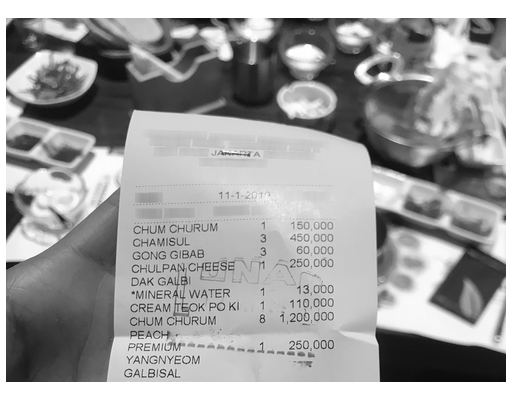 JAKARTA
11-1-2019
CHUM CHURUM 1 150,000
CHAMISUL 3 450,000
GONG GIBAB 3 60,000
CHULPAN CHEESE 1 250,000
DAK GALBI
*MINERAL WATER 1 13,000
CREAM TEOK PO KI 1 110,000
CHUM CHURUM 8 1,200,000
PEACH
PREMIUM 1 250,000
YANGNYEOM
GALBISAL